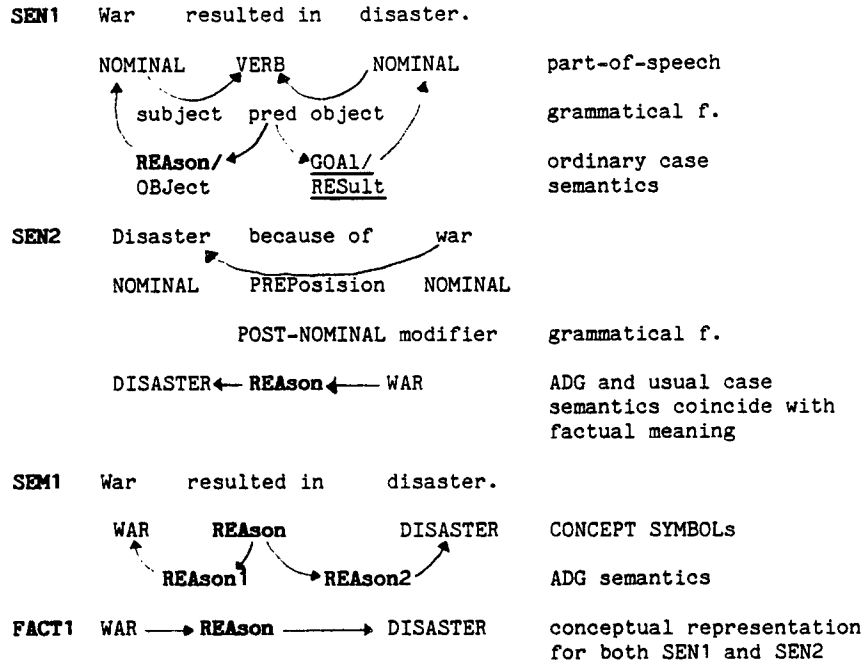 SEN1 War resulted in disaster.
NOMINAL VERB NOMINAL part-of-speech
subject pred object grammatical f.
REAson/ GOAl/ ordinary case
OBJect RESult semantics
SEN2 Disaster because of war
NOMINAL PREPosision NOMINAL
POST-NOMINAL modifier grammatical f.
DISASTER REAson WAR ADG and usual case
semantics coincide with
factual meaning
SEM1 War resulted in disaster.
WAR REAson DISASTER CONCEPT SYMBOLs
REAson1 REAson2 ADG semantics
FACT1 WAR REAson DISASTER conceptual representation
for both SEN1 and SEN2